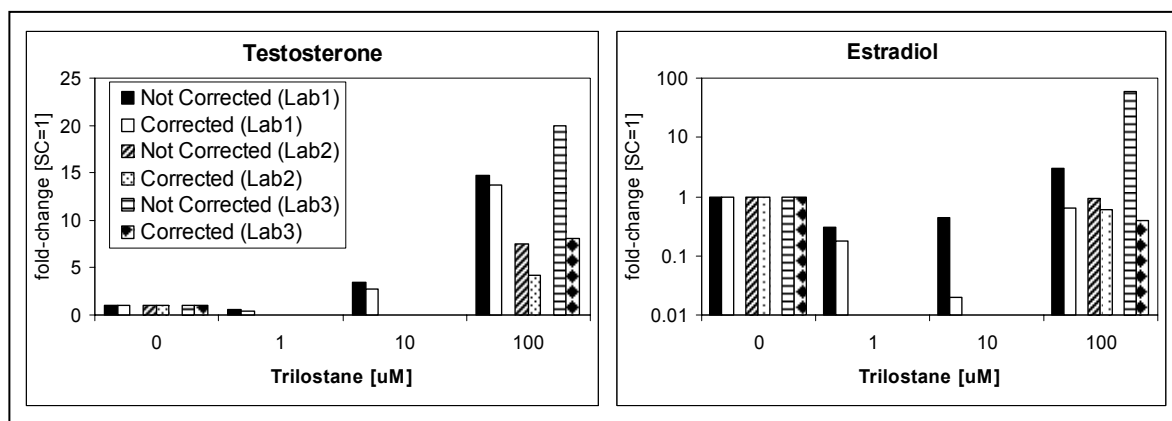 Testosterone
fold-change [SC=1]
25
20
15
10
5
0
Not Corrected (Lab1)
Corrected (Lab1)
Not Corrected (Lab2)
Corrected (Lab2)
Not Corrected (Lab3)
Corrected (Lab3)
0 1 10 100
Trilostane [uM]
Estradiol
fold-change [SC=1]
100
10
1
0.1
0.01
0 1 10 100
Trilostane [uM]